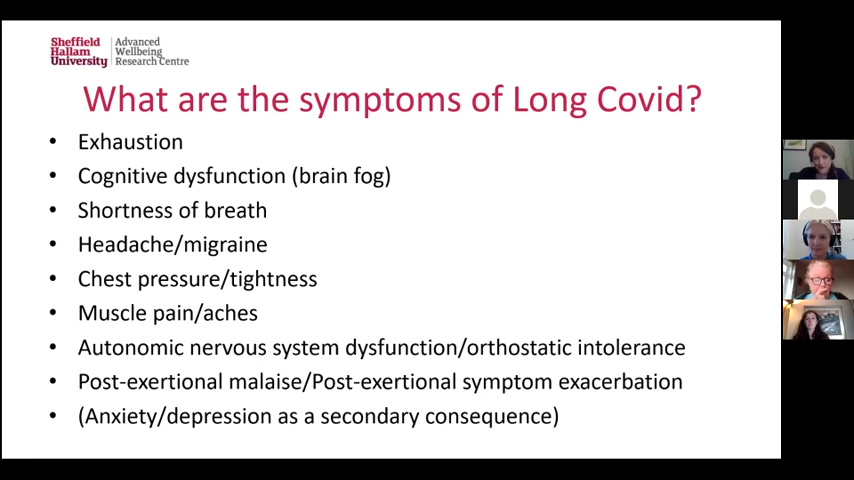 Sheffield
Hallam
University
Advanced
Wellbeing
Research Centre
What are the symptoms of Long Covid?
• Exhaustion
• Cognitive dysfunction (brain fog)
• Shortness of breath
• Headache/migraine
• Chest pressure/tightness
• Muscle pain/aches
• Autonomic nervous system dysfunction/orthostatic intolerance
• Post-exertional malaise/Post-exertional symptom exacerbation
• (Anxiety/depression as a secondary consequence)